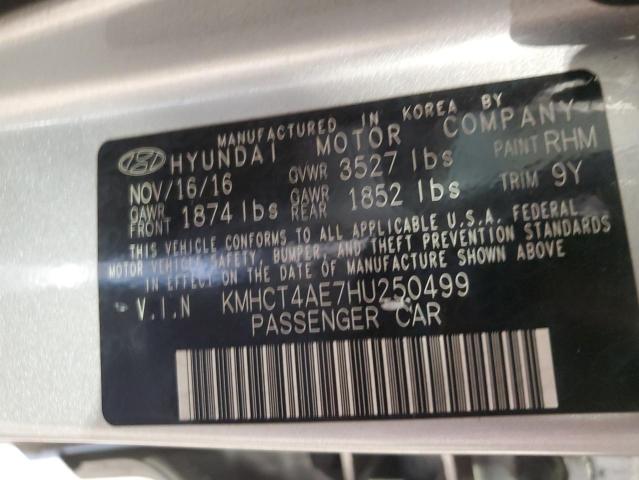 MANUFACTURED IN KOREA BY
HYUNDAI MOTOR COMPANY
NOV/16/16 GVWR 3527 lbs PAINT RHM
GAWR FRONT 1874 lbs GAWR REAR 1852 lbs TRIM 9Y
THIS VEHICLE CONFORMS TO ALL APPLICABLE U.S.A. FEDERAL
MOTOR VEHICLE SAFETY, BUMPER, AND THEFT PREVENTION STANDARDS
IN EFFECT ON THE DATE OF MANUFACTURE SHOWN ABOVE
V.I.N KMHCT4AE7HU250499
PASSENGER CAR